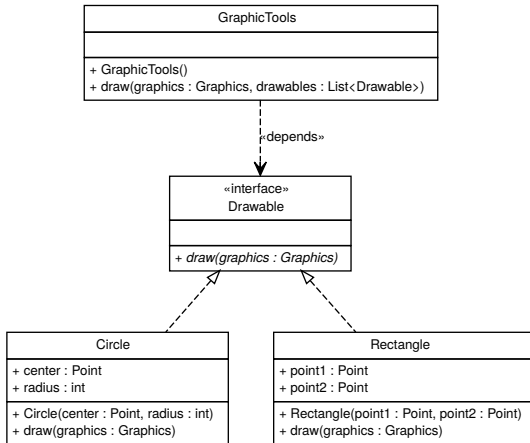 GraphicTools
+ GraphicTools()
+ draw(graphics : Graphics, drawables : List<Drawable>)
«depends»
«interface»
Drawable
+ draw(graphics : Graphics)
Circle
+ center : Point
+ radius : int
+ Circle(center : Point, radius : int)
+ draw(graphics : Graphics)
Rectangle
+ point1 : Point
+ point2 : Point
+ Rectangle(point1 : Point, point2 : Point)
+ draw(graphics : Graphics)